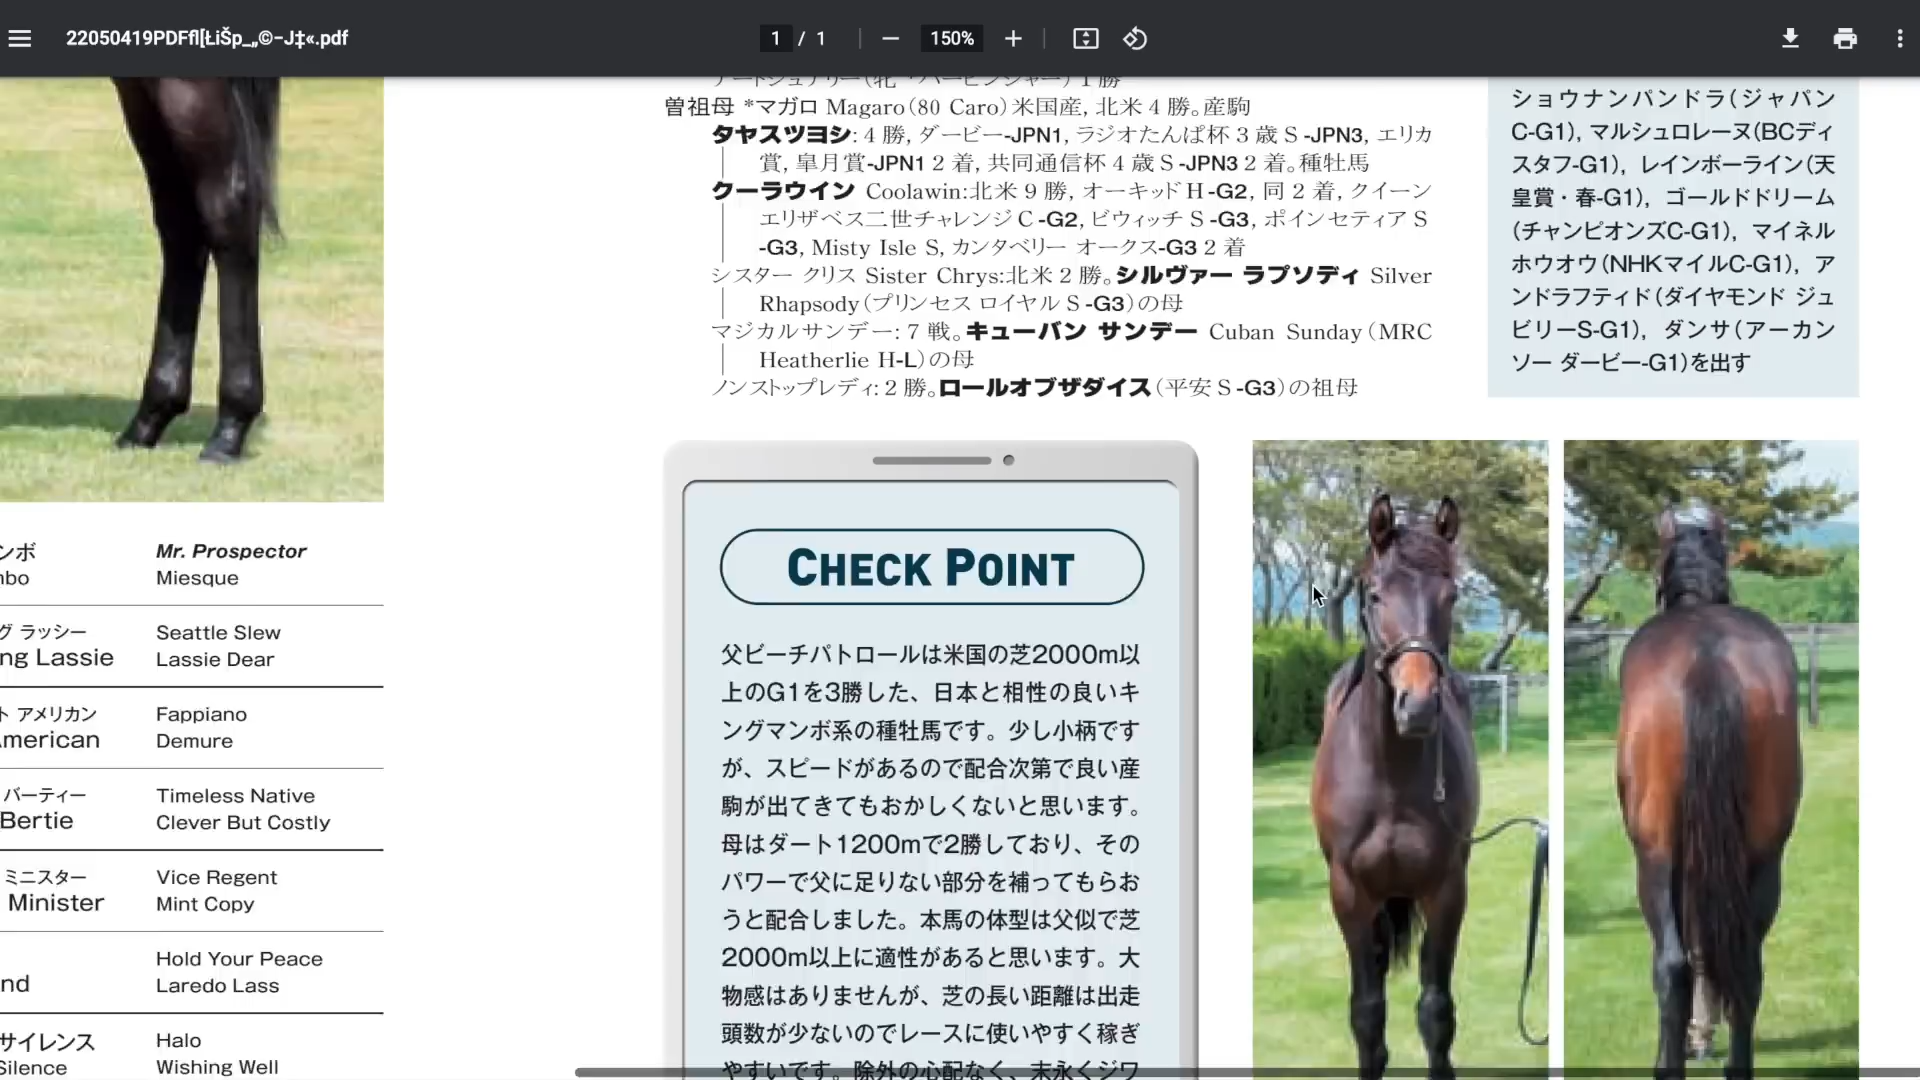 22050419PDFfl[ŁiŠp_„©−J‡«.pdf
1 / 1
150%
曽祖母 *マガロ Magaro(80 Caro)米国産, 北米 4 勝。産駒
タヤスツヨシ: 4 勝, ダービー-JPN1, ラジオたんぱ杯 3 歳 S -JPN3, エリカ
賞, 皐月賞-JPN1 2 着, 共同通信杯 4 歳 S -JPN3 2 着。種牡馬
クーラウイン Coolawin:北米 9 勝, オーキッド H -G2, 同 2 着, クイーン
エリザベス二世チャレンジ C -G2, ビウィッチ S -G3, ポインセティア S
-G3, Misty Isle S, カンタベリー オークス-G3 2 着
シスター クリス Sister Chrys:北米 2 勝。シルヴァー ラプソディ Silver
Rhapsody(プリンセス ロイヤル S -G3)の母
マジカルサンデー: 7 戦。キューバン サンデー Cuban Sunday(MRC
Heatherlie H-L)の母
ノンストップレディ: 2 勝。ロールオブザダイス(平安 S -G3)の祖母
ショウナンパンドラ(ジャパン
C-G1), マルシュロレーヌ(BCディ
スタフ-G1), レインボーライン(天
皇賞・春-G1), ゴールドドリーム
(チャンピオンズC-G1), マイネル
ホウオウ(NHKマイルC-G1), ア
ンドラフティド(ダイヤモンド ジュ
ビリーS-G1), ダンサ(アーカン
ソー ダービー-G1)を出す
ンボ
mbo
Mr. Prospector
Miesque
グ ラッシー
ng Lassie
Seattle Slew
Lassie Dear
ト アメリカン
American
Fappiano
Demure
バーティー
Bertie
Timeless Native
Clever But Costly
ミニスター
Minister
Vice Regent
Mint Copy
nd
Hold Your Peace
Laredo Lass
サイレンス
Silence
Halo
Wishing Well
CHECK POINT
父ビーチパトロールは米国の芝2000m以
上のG1を3勝した、日本と相性の良いキ
ングマンボ系の種牡馬です。少し小柄です
が、スピードがあるので配合次第で良い産
駒が出てきてもおかしくないと思います。
母はダート1200mで2勝しており、その
パワーで父に足りない部分を補ってもらお
うと配合しました。本馬の体型は父似で芝
2000m以上に適性があると思います。大
物感はありませんが、芝の長い距離は出走
頭数が少ないのでレースに使いやすく稼ぎ
やすいです。除外の心配なく、末永くジワ